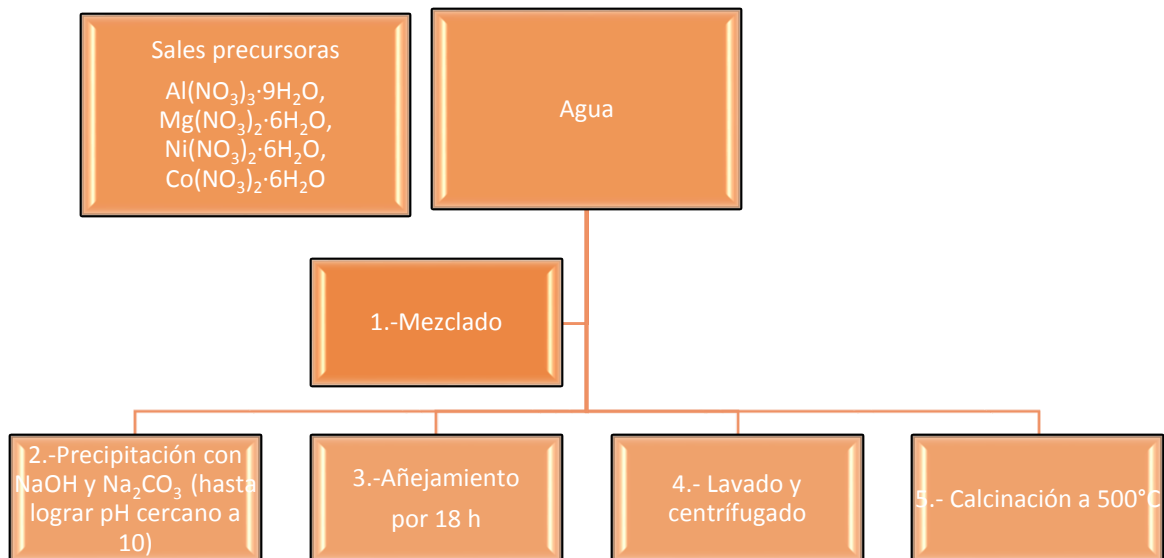 Sales precursoras
Al(NO₃)₃·9H₂O,
Mg(NO₃)₂·6H₂O,
Ni(NO₃)₂·6H₂O,
Co(NO₃)₂·6H₂O
Agua
1.-Mezclado
2.-Precipitación con
NaOH y Na₂CO₃ (hasta
lograr pH cercano a
10)
3.-Añejamiento
por 18 h
4.- Lavado y
centrífugado
5.- Calcinación a 500°C